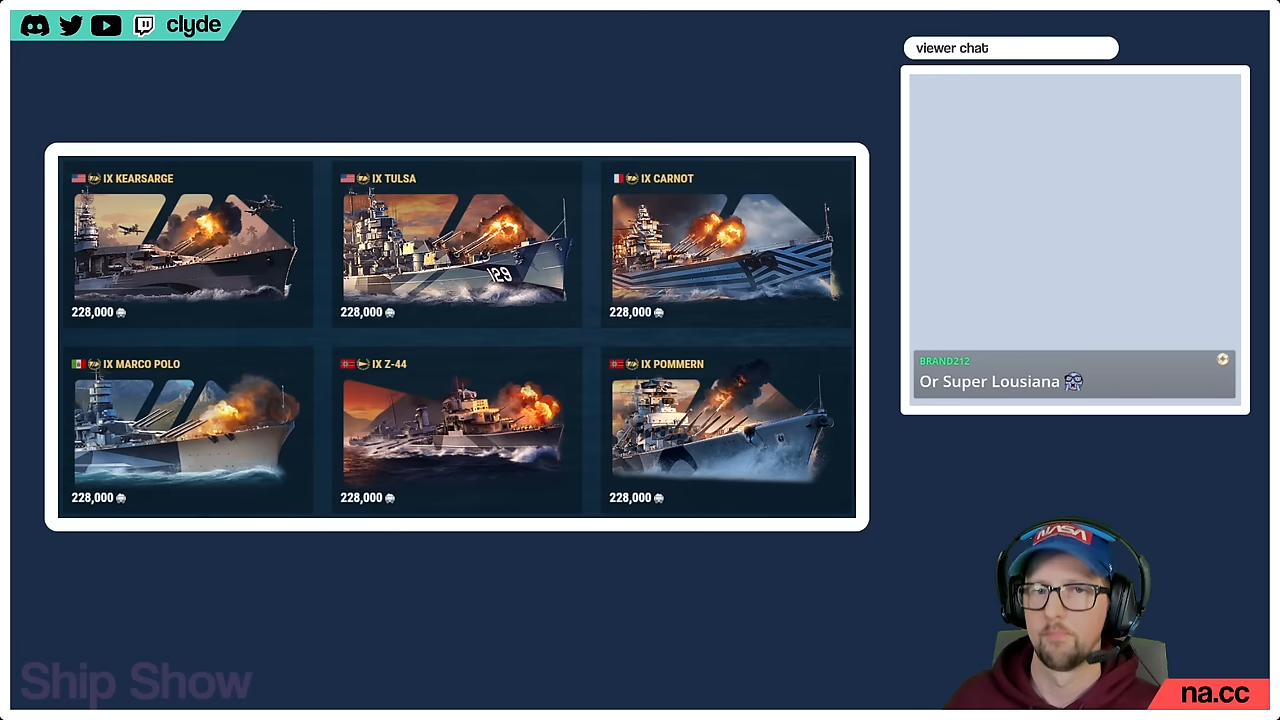 clyde
viewer chat
IX KEARSARGE
228,000
IX TULSA
129
228,000
IX CARNOT
228,000
IX MARCO POLO
228,000
IX Z-44
228,000
IX POMMERN
228,000
BRAND212
Or Super Lousiana
NASA
Ship Show
na.cc